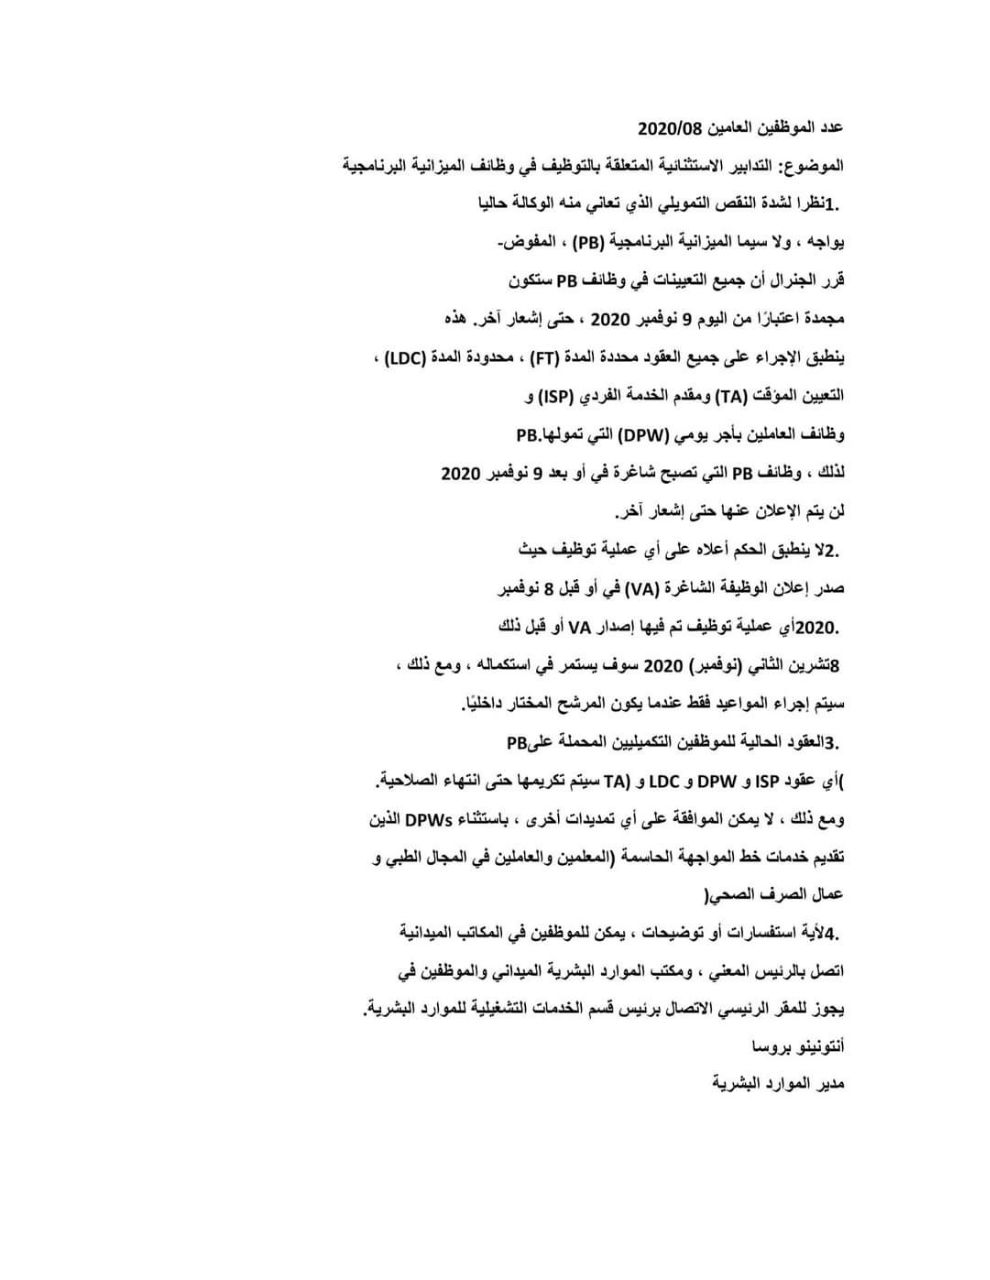 عدد الموظفين العامين 2020/08
الموضوع: التدابير الاستثنائية المتعلقة بالتوظيف في وظائف الميزانية البرنامجية
.1نظرا لشدة النقص التمويلي الذي تعاني منه الوكالة حاليا
يواجه ، ولا سيما الميزانية البرنامجية (PB) ، المفوض-
قرر الجنرال أن جميع التعيينات في وظائف PB ستكون
مجمدة اعتبارًا من اليوم 9 نوفمبر 2020 ، حتى إشعار آخر. هذه
ينطبق الإجراء على جميع العقود محددة المدة (FT) ، محدودة المدة (LDC) ،
التعيين المؤقت (TA) ومقدم الخدمة الفردي (ISP) و
وظائف العاملين بأجر يومي (DPW) التي تمولها.PB
لذلك ، وظائف PB التي تصبح شاغرة في أو بعد 9 نوفمبر 2020
لن يتم الإعلان عنها حتى إشعار آخر.
.2لا ينطبق الحكم أعلاه على أي عملية توظيف حيث
صدر إعلان الوظيفة الشاغرة (VA) في أو قبل 8 نوفمبر
.2020أي عملية توظيف تم فيها إصدار VA أو قبل ذلك
8تشرين الثاني (نوفمبر) 2020 سوف يستمر في استكماله ، ومع ذلك ،
سيتم إجراء المواعيد فقط عندما يكون المرشح المختار داخليًا.
.3العقود الحالية للموظفين التكميليين المحملة علىPB
)أي عقود ISP و DPW و LDC و (TA سيتم تكريمها حتى انتهاء الصلاحية.
ومع ذلك ، لا يمكن الموافقة على أي تمديدات أخرى ، باستثناء DPWs الذين
تقديم خدمات خط المواجهة الحاسمة (المعلمين والعاملين في المجال الطبي و
عمال الصرف الصحي(
.4لأية استفسارات أو توضيحات ، يمكن للموظفين في المكاتب الميدانية
اتصل بالرئيس المعني ، ومكتب الموارد البشرية الميداني والموظفين في
يجوز للمقر الرئيسي الاتصال برئيس قسم الخدمات التشغيلية للموارد البشرية.
أنتونينو بروسا
مدير الموارد البشرية